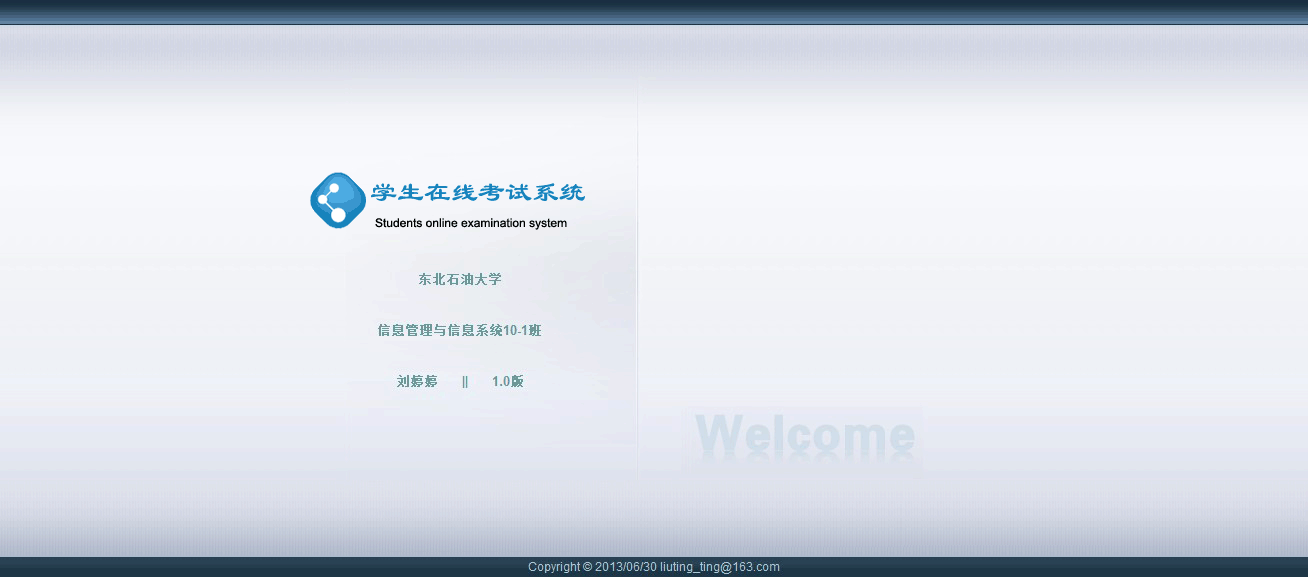 学生在线考试系统
Students online examination system
东北石油大学
信息管理与信息系统10-1班
刘婷婷 || 1.0版
Welcome
Copyright © 2013/06/30 liuting_ting@163.com